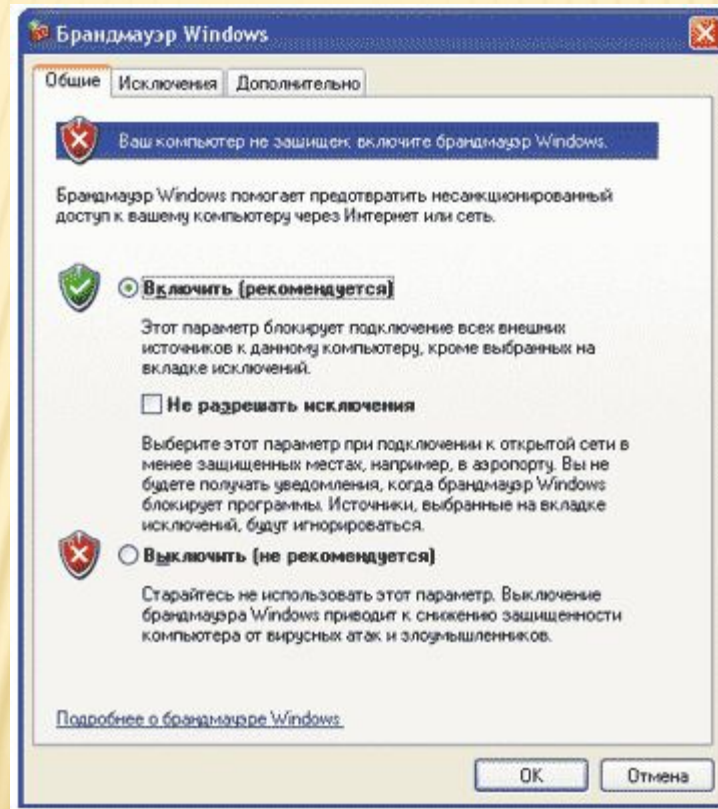 Брандмауэр Windows
Общие Исключения Дополнительно
Ваш компьютер не защищен: включите брандмауэр Windows.
Брандмауэр Windows помогает предотвратить несанкционированный
доступ к вашему компьютеру через Интернет или сеть.
Включить (рекомендуется)
Этот параметр блокирует подключение всех внешних
источников к данному компьютеру, кроме выбранных на
вкладке исключений.
Не разрешать исключения
Выберите этот параметр при подключении к открытой сети в
менее защищенных местах, например, в аэропорту. Вы не
будете получать уведомления, когда брандмауэр Windows
блокирует программы. Источники, выбранные на вкладке
исключений, будут игнорироваться.
Выключить (не рекомендуется)
Старайтесь не использовать этот параметр. Выключение
брандмауэра Windows приводит к снижению защищенности
компьютера от вирусных атак и злоумышленников.
Подробнее о брандмауэре Windows
ОК Отмена